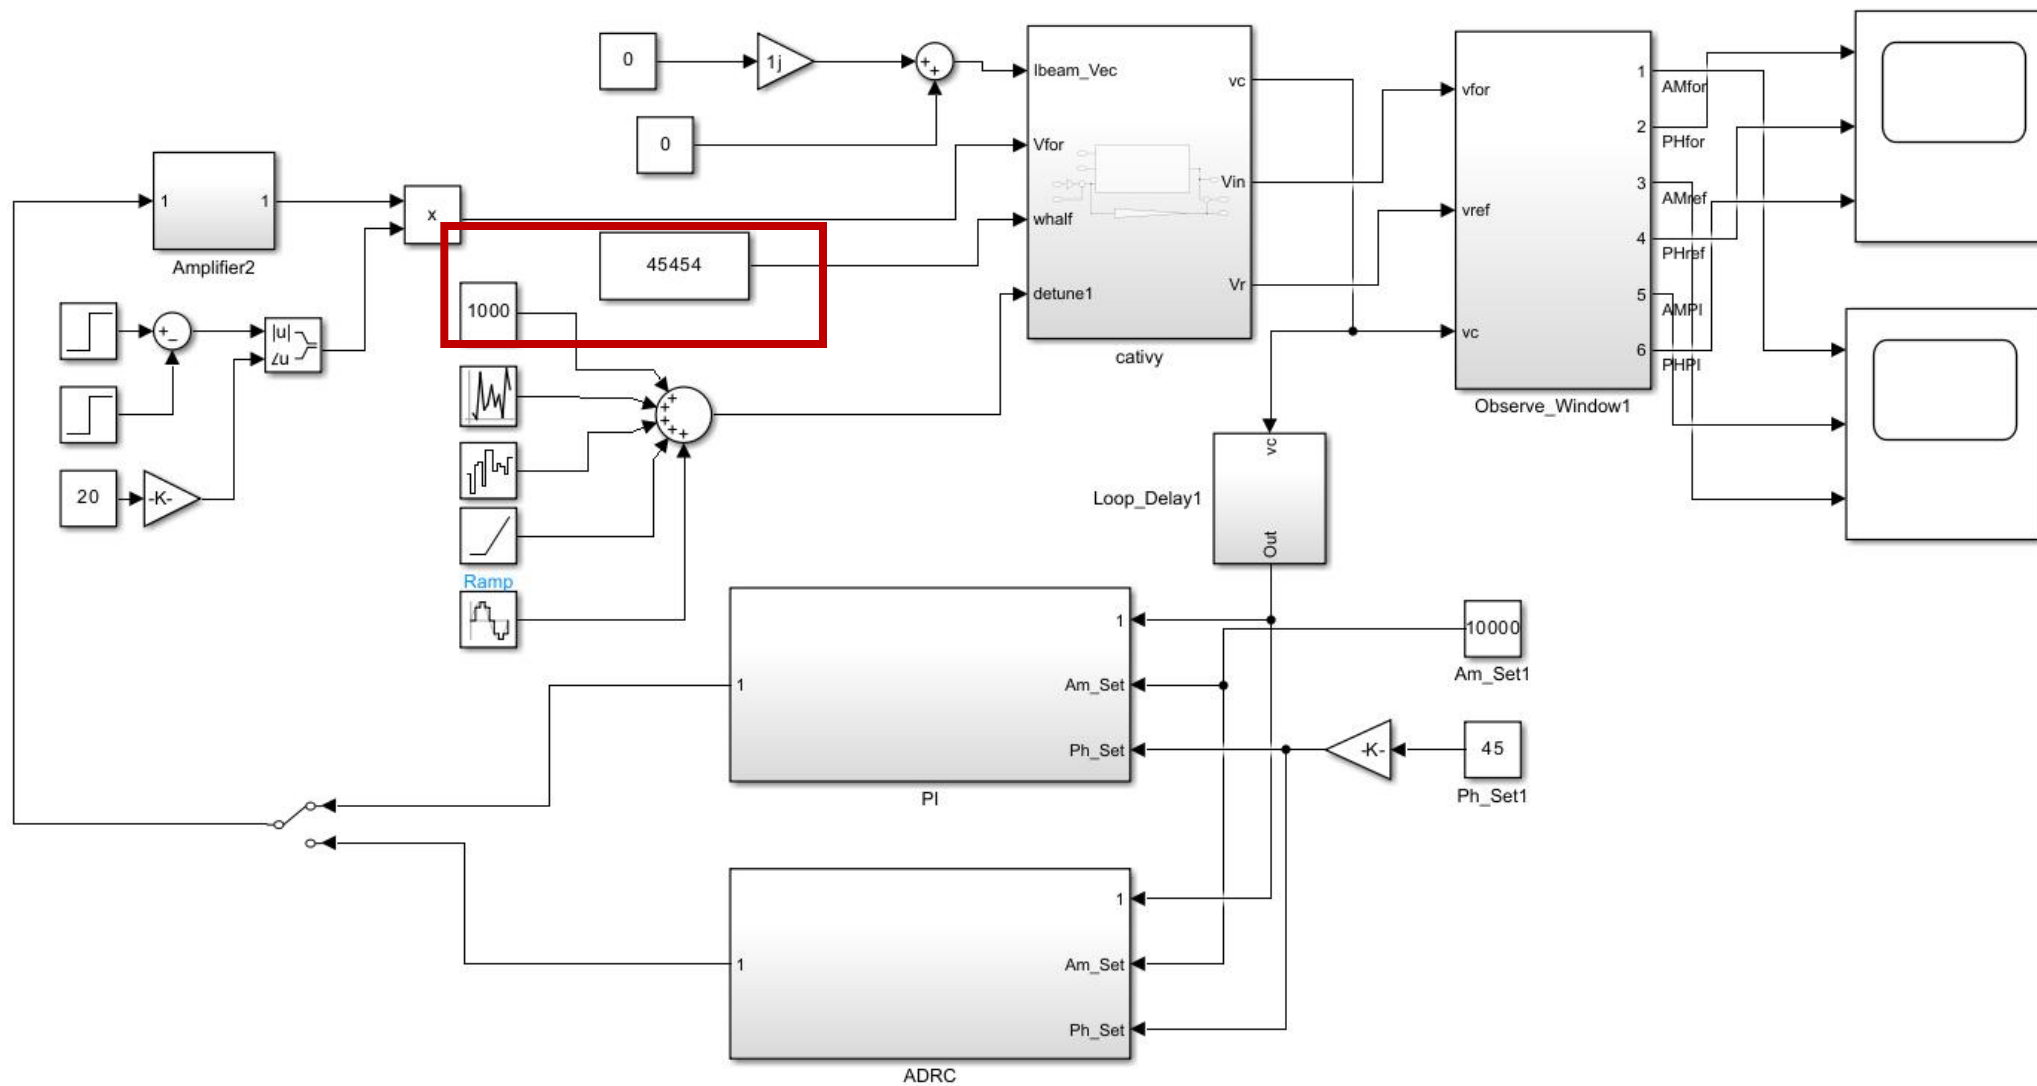 0
1j
+
+
0
Ibeam_Vec
Vfor
whalf
detune1
vc
Vin
Vr
cativy
vfor
vref
vc
1
2
3
4
5
6
Observe_Window1
AMfor
PHfor
AMref
PHref
AMPI
PHPI
1
1
Amplifier2
x
45454
1000
+
−
|u|
∠u
20
-K-
+
+
+
+
+
Ramp
vc
Out
Loop_Delay1
1
Am_Set
Ph_Set
1
PI
10000
Am_Set1
-K-
45
Ph_Set1
1
Am_Set
Ph_Set
1
ADRC